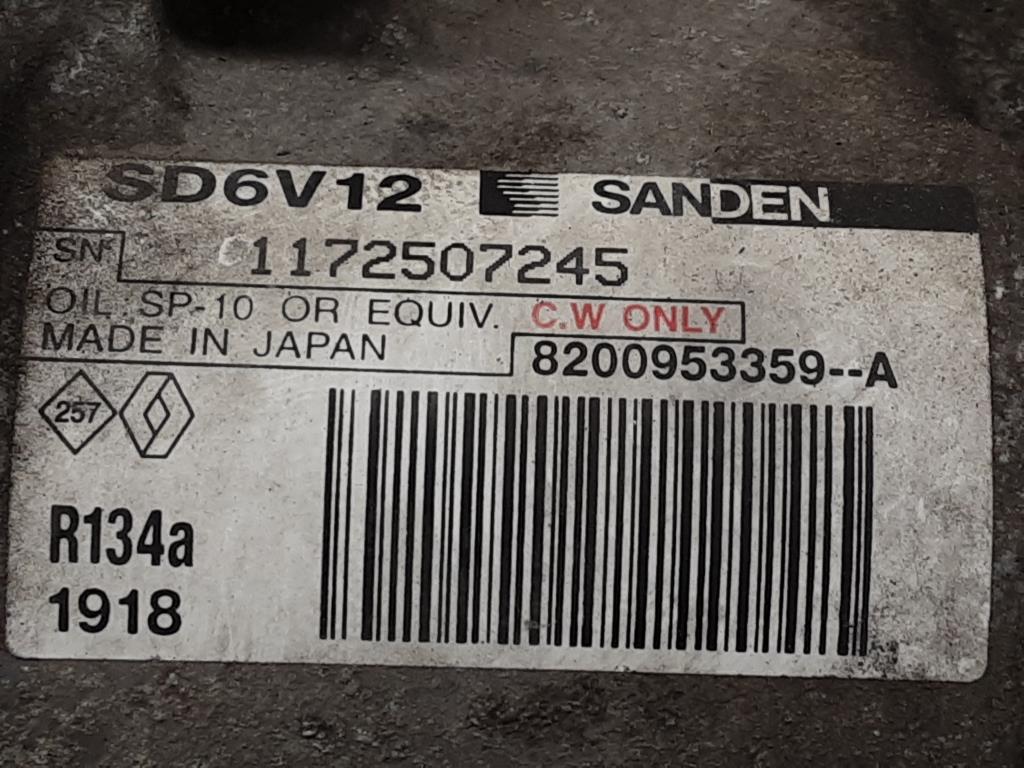 SD6V12 SANDEN
SN° 1172507245
OIL SP-10 OR EQUIV. C.W ONLY
MADE IN JAPAN 8200953359--A
257
R134a
1918